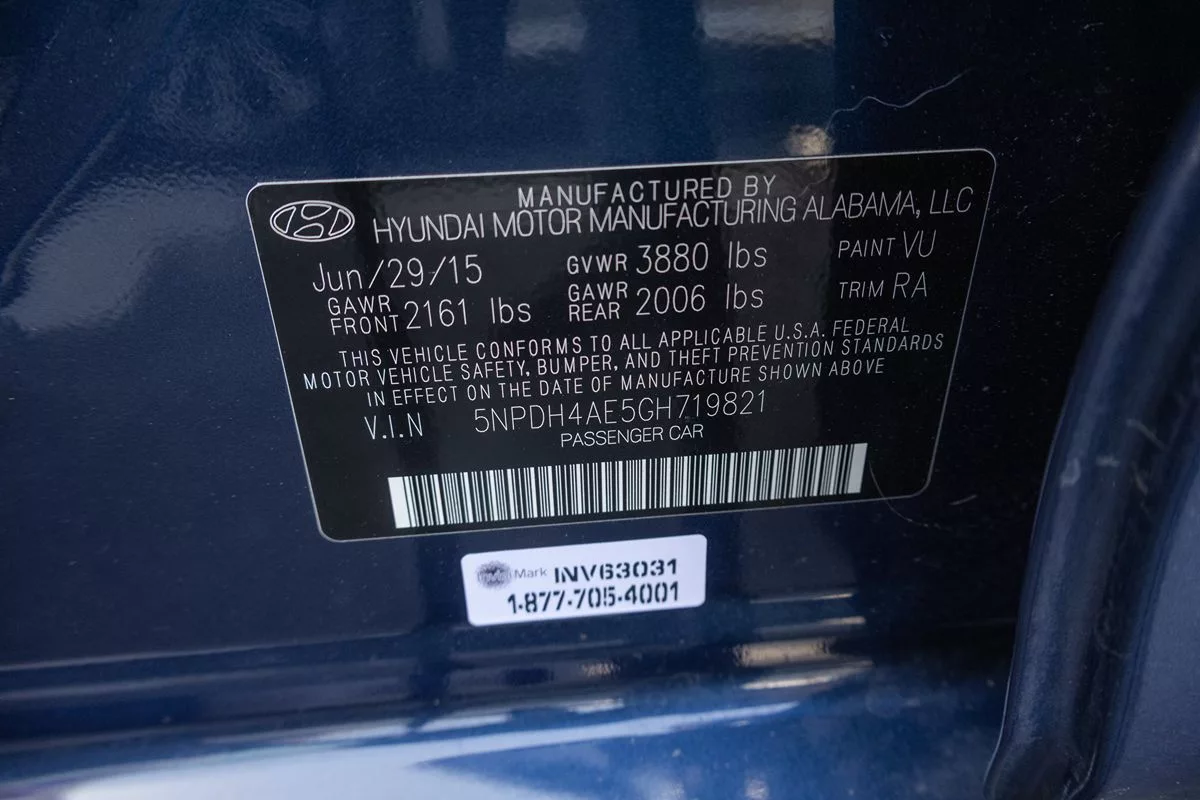 MANUFACTURED BY
HYUNDAI MOTOR MANUFACTURING ALABAMA, LLC
Jun/29/15 GVWR 3880 lbs PAINT VU
GAWR FRONT 2161 lbs GAWR REAR 2006 lbs TRIM RA
THIS VEHICLE CONFORMS TO ALL APPLICABLE U.S.A. FEDERAL
MOTOR VEHICLE SAFETY, BUMPER, AND THEFT PREVENTION STANDARDS
IN EFFECT ON THE DATE OF MANUFACTURE SHOWN ABOVE
V.I.N 5NPDH4AE5GH719821
PASSENGER CAR
Mark INV63031
1-877-705-4001